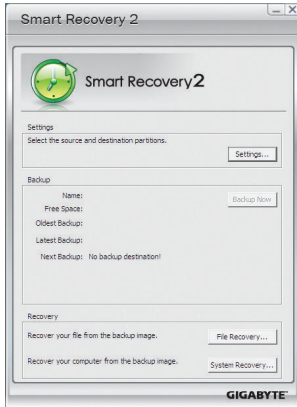 Smart Recovery 2
Smart Recovery2
Settings
Select the source and destination partitions.
Settings...
Backup
Name:
Backup Now
Free Space:
Oldest Backup:
Latest Backup:
Next Backup: No backup destination!
Recovery
Recover your file from the backup image.
File Recovery...
Recover your computer from the backup image.
System Recovery...
GIGABYTE™